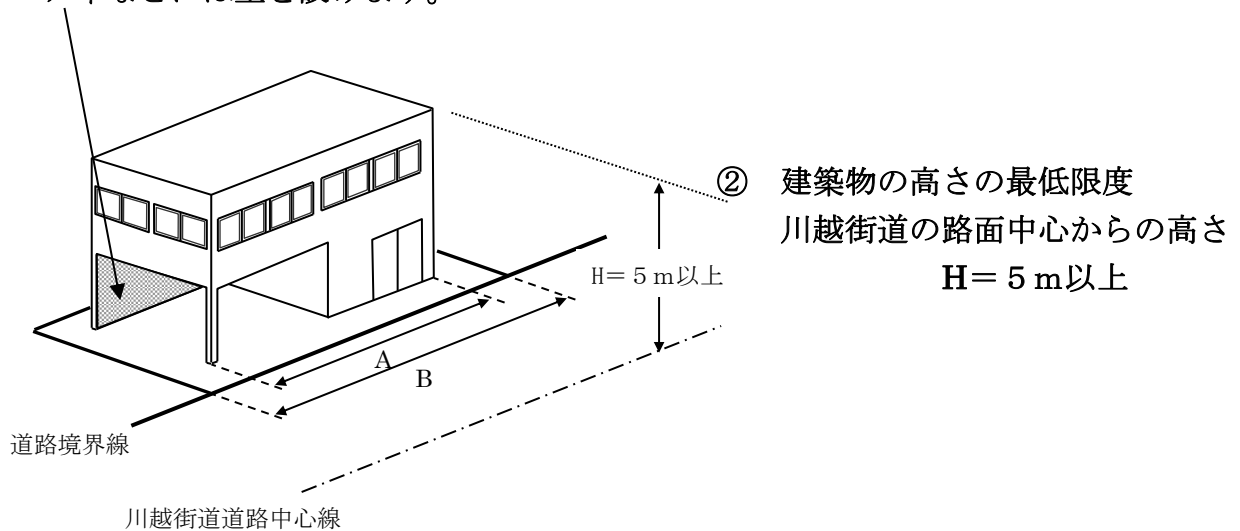 ②　建築物の高さの最低限度
川越街道の路面中心からの高さ
H＝５ｍ以上
H＝５ｍ以上
A
B
道路境界線
川越街道道路中心線